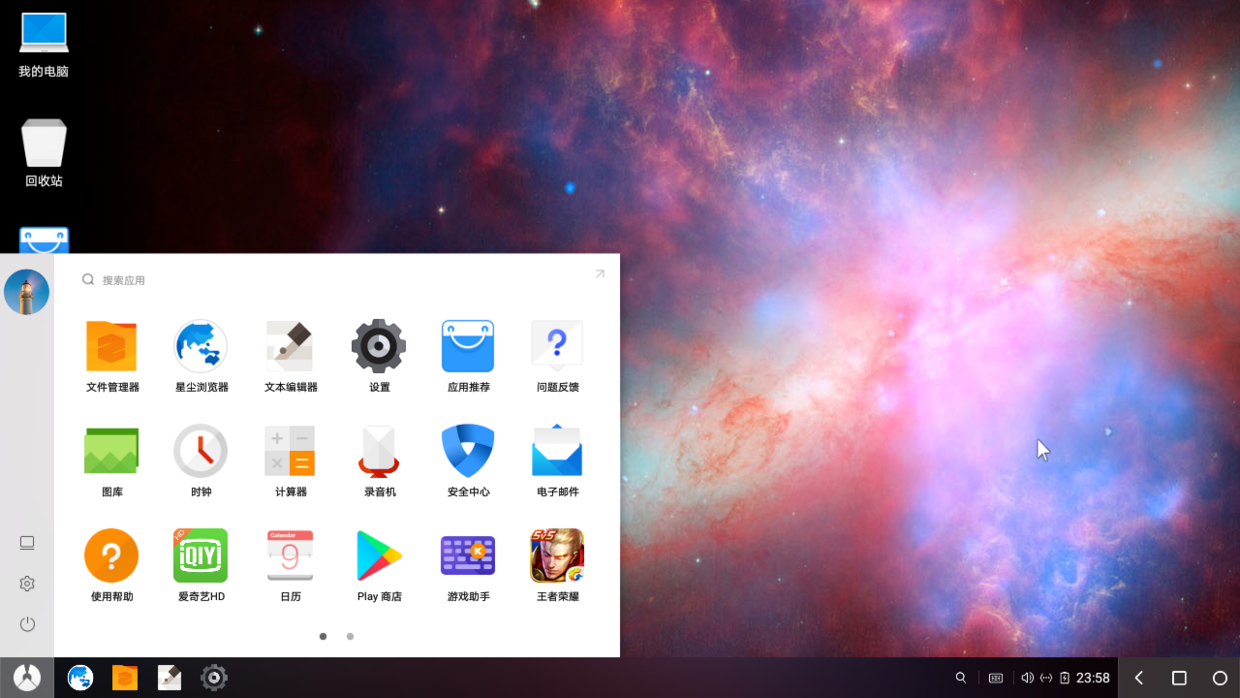 我的电脑
回收站
搜索应用
文件管理器
星尘浏览器
文本编辑器
设置
应用推荐
问题反馈
图库
时钟
计算器
录音机
安全中心
电子邮件
HD
iQIY
Calendar
9
K
5v5
使用帮助
爱奇艺HD
日历
Play 商店
游戏助手
王者荣耀
23:58